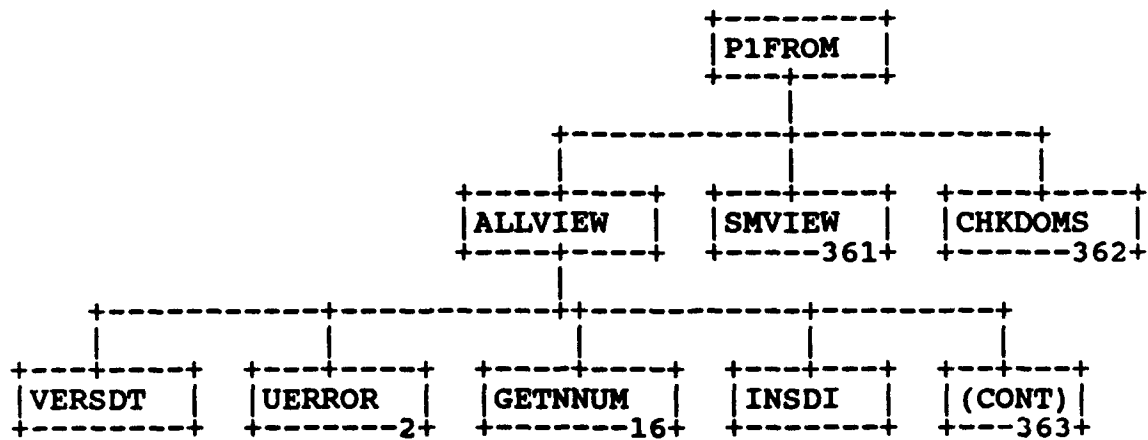 P1FROM
ALLVIEW SMVIEW CHKDOMS
361 362
VERSDT UERROR GETNNUM INSDI (CONT)
2 16 363